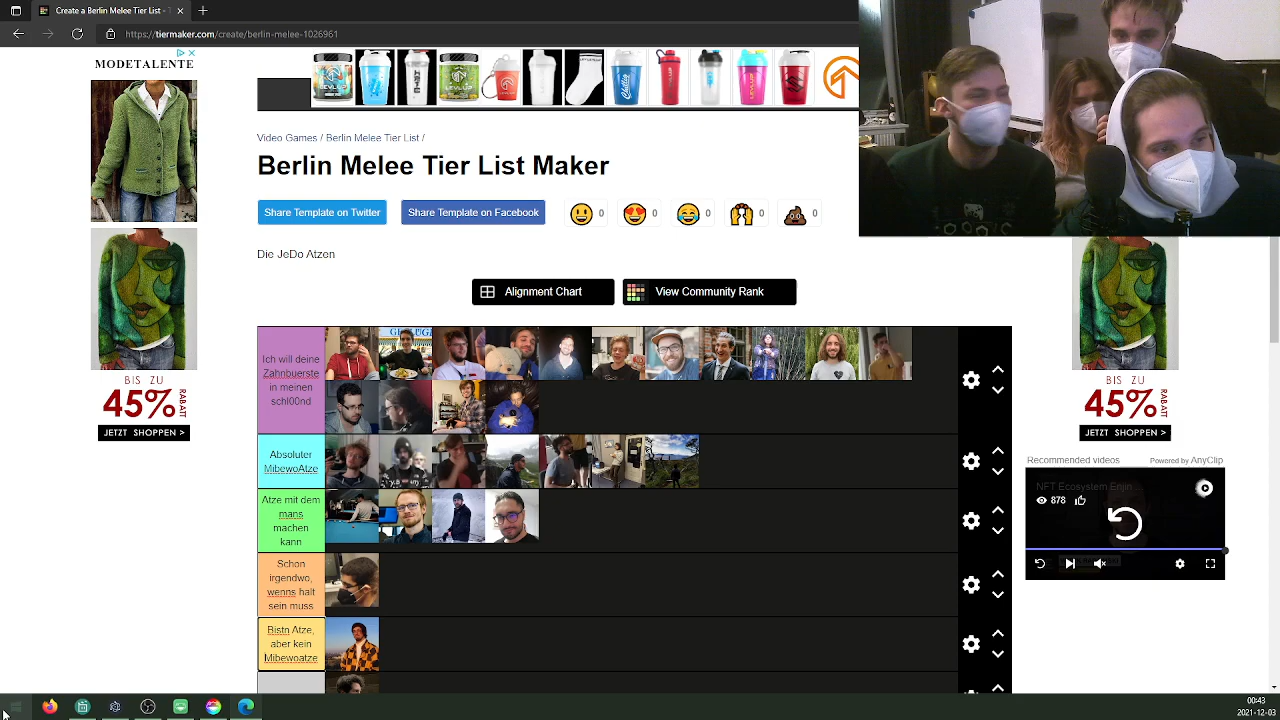 Create a Berlin Melee Tier List -
https://tiermaker.com/create/berlin-melee-1026961
MODETALENTE
BIS ZU
45%
RABATT
JETZT SHOPPEN >
Video Games / Berlin Melee Tier List /
Berlin Melee Tier List Maker
Share Template on Twitter
Share Template on Facebook
0
0
0
0
0
Die JeDo Atzen
Alignment Chart
View Community Rank
Ich will deine
Zahnbuerste
in meinen
schl00nd
Absoluter
MibewoAtze
Atze mit dem
mans
machen
kann
Schon
irgendwo,
wenns halt
sein muss
Bistn Atze,
aber kein
Mibewoatze
BIS ZU
45%
RABATT
JETZT SHOPPEN >
Recommended videos
Powered by AnyClip
NFT Ecosystem Enjin ...
878
00:43
2021-12-03